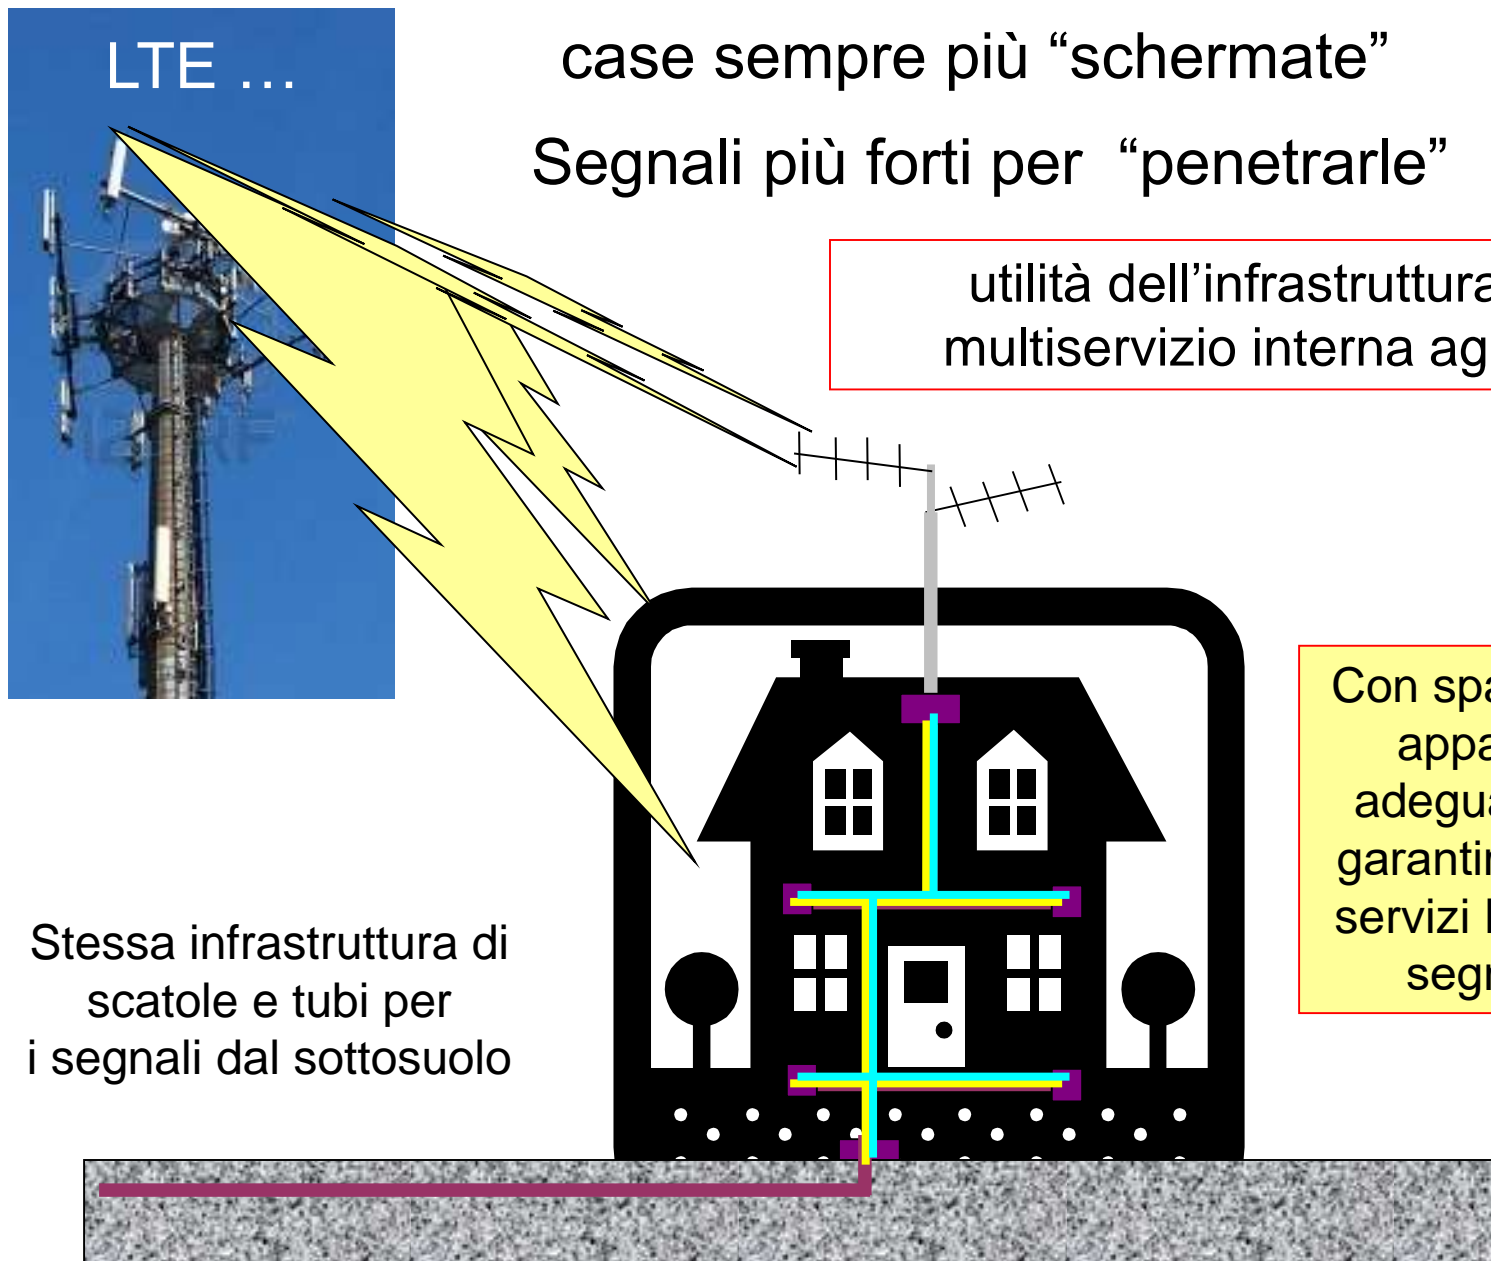 LTE …
case sempre più “schermate”
Segnali più forti per “penetrarle”
utilità dell’infrastruttura
multiservizio interna ag
Con spa
appa
adegua
garantir
servizi
segn
Stessa infrastruttura di
scatole e tubi per
i segnali dal sottosuolo